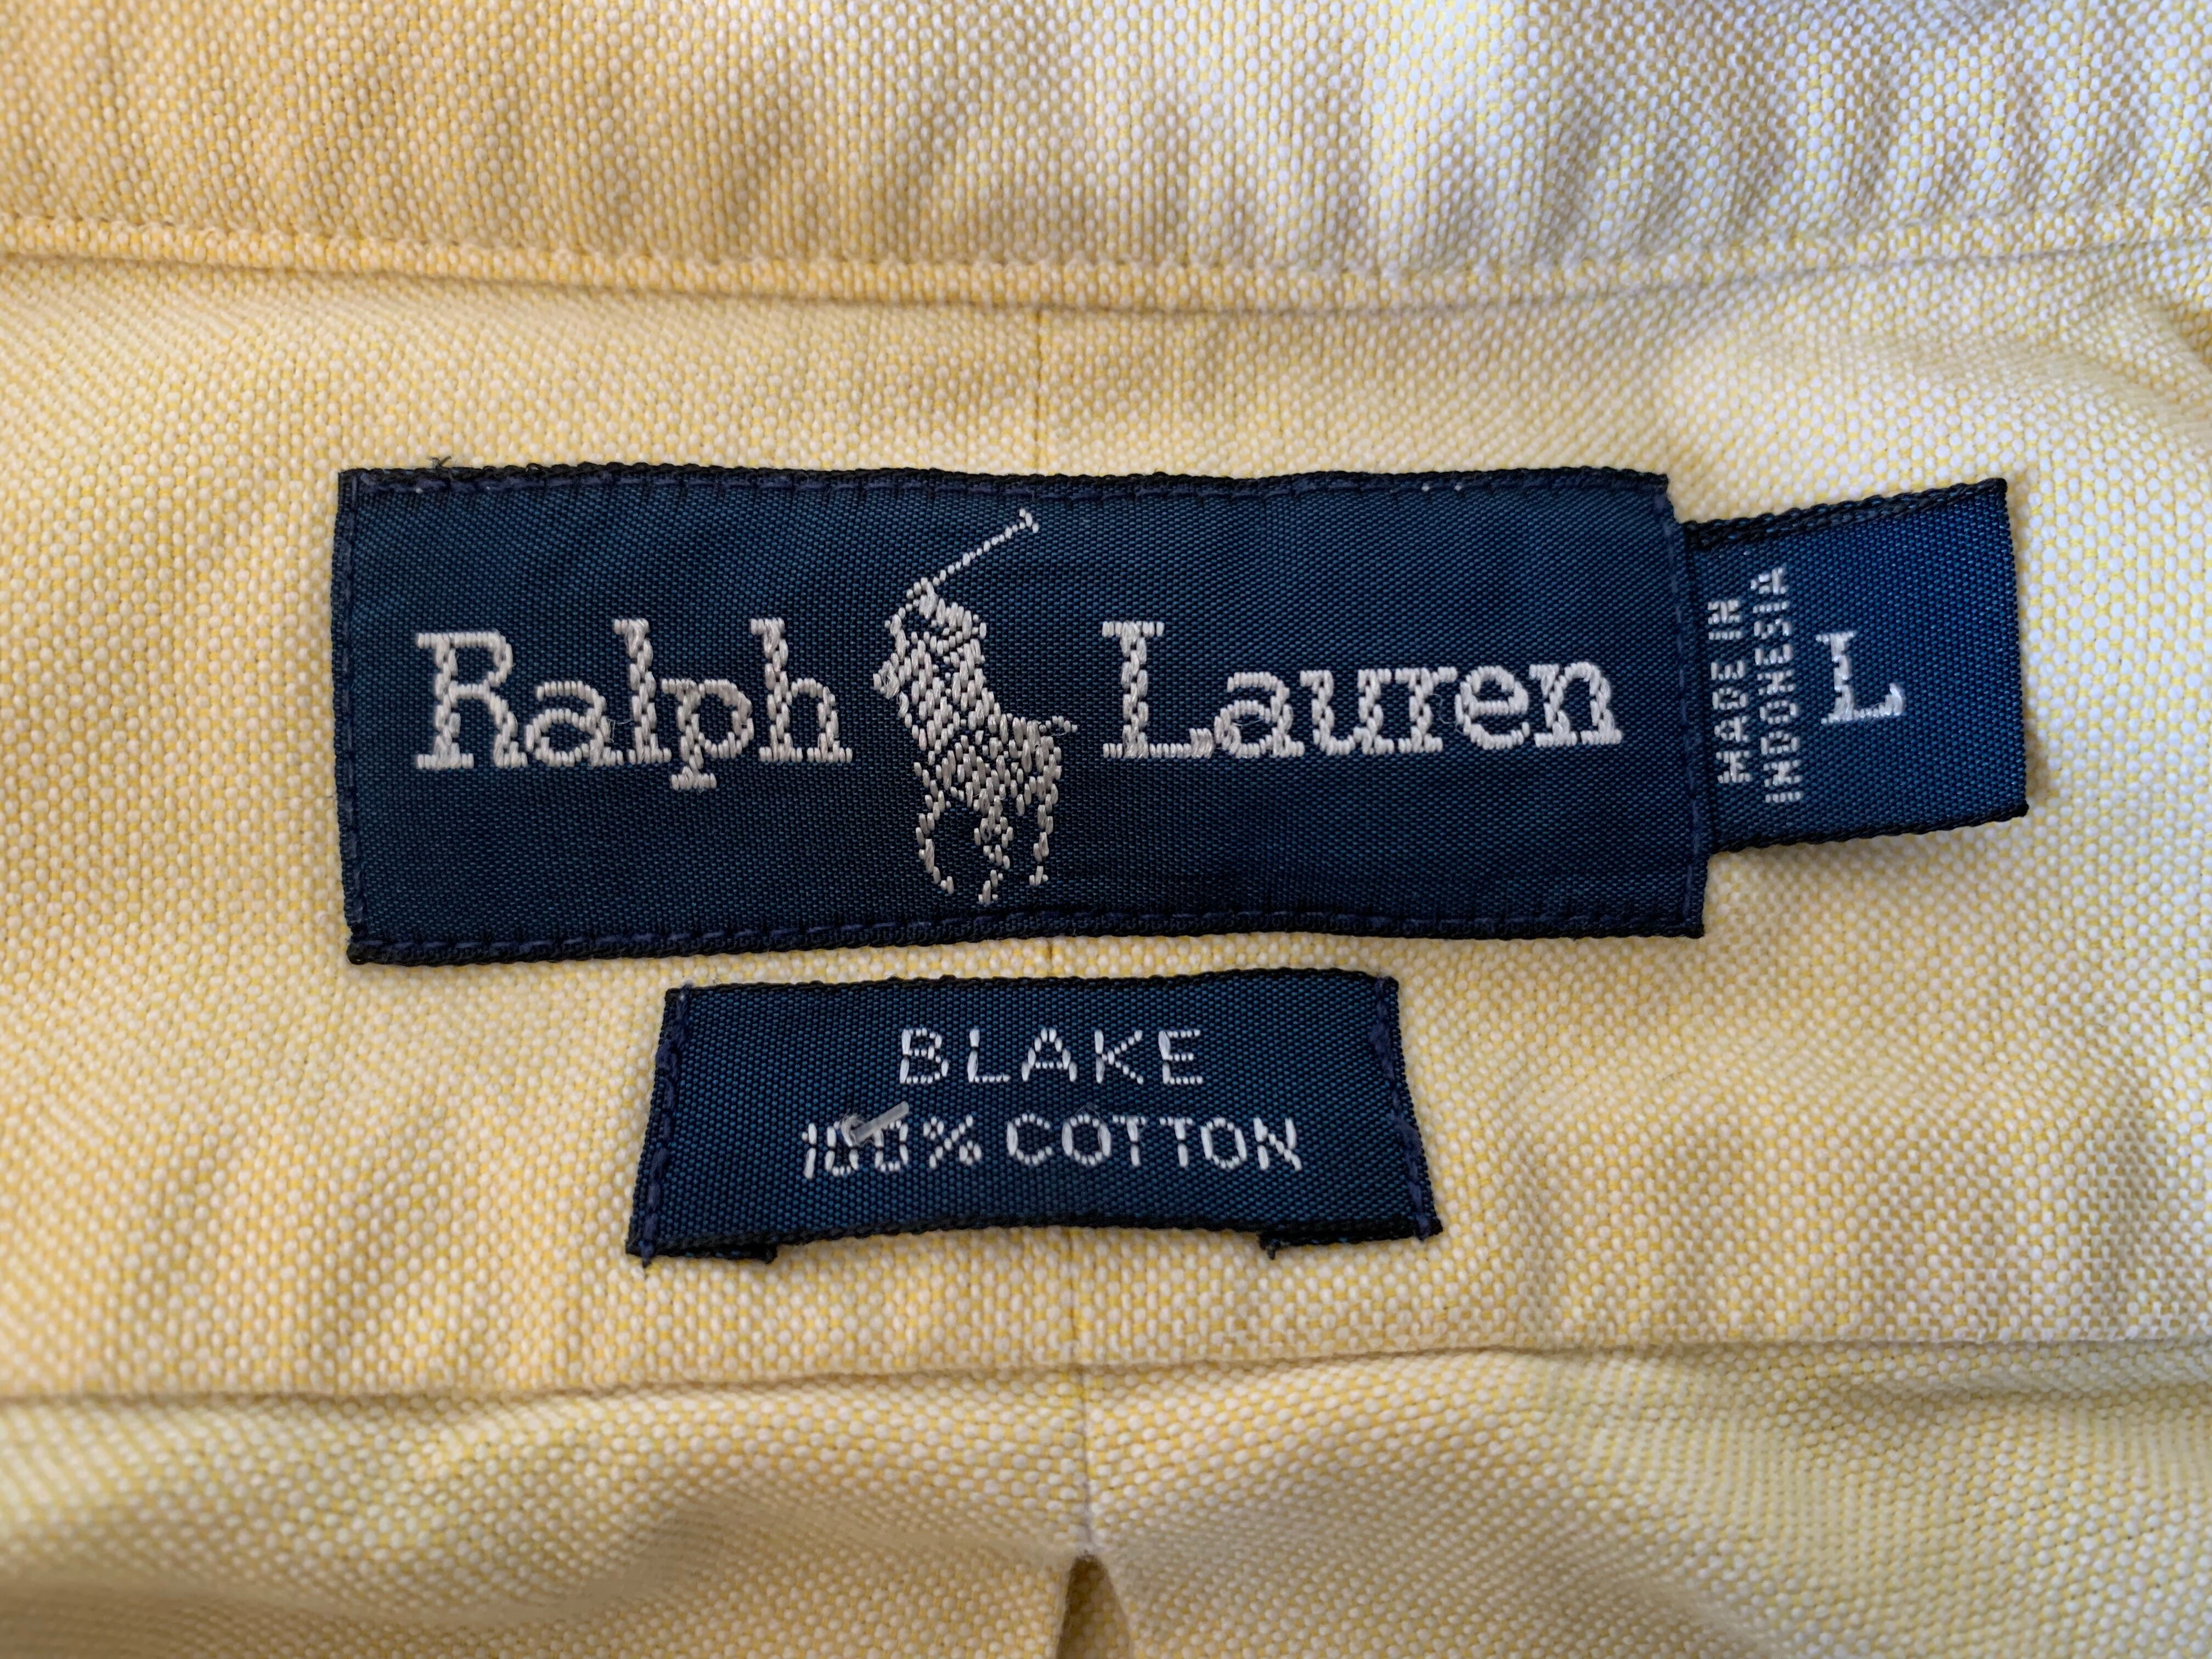 Ralph Lauren
MADE IN
INDONESIA
L
BLAKE
100% COTTON